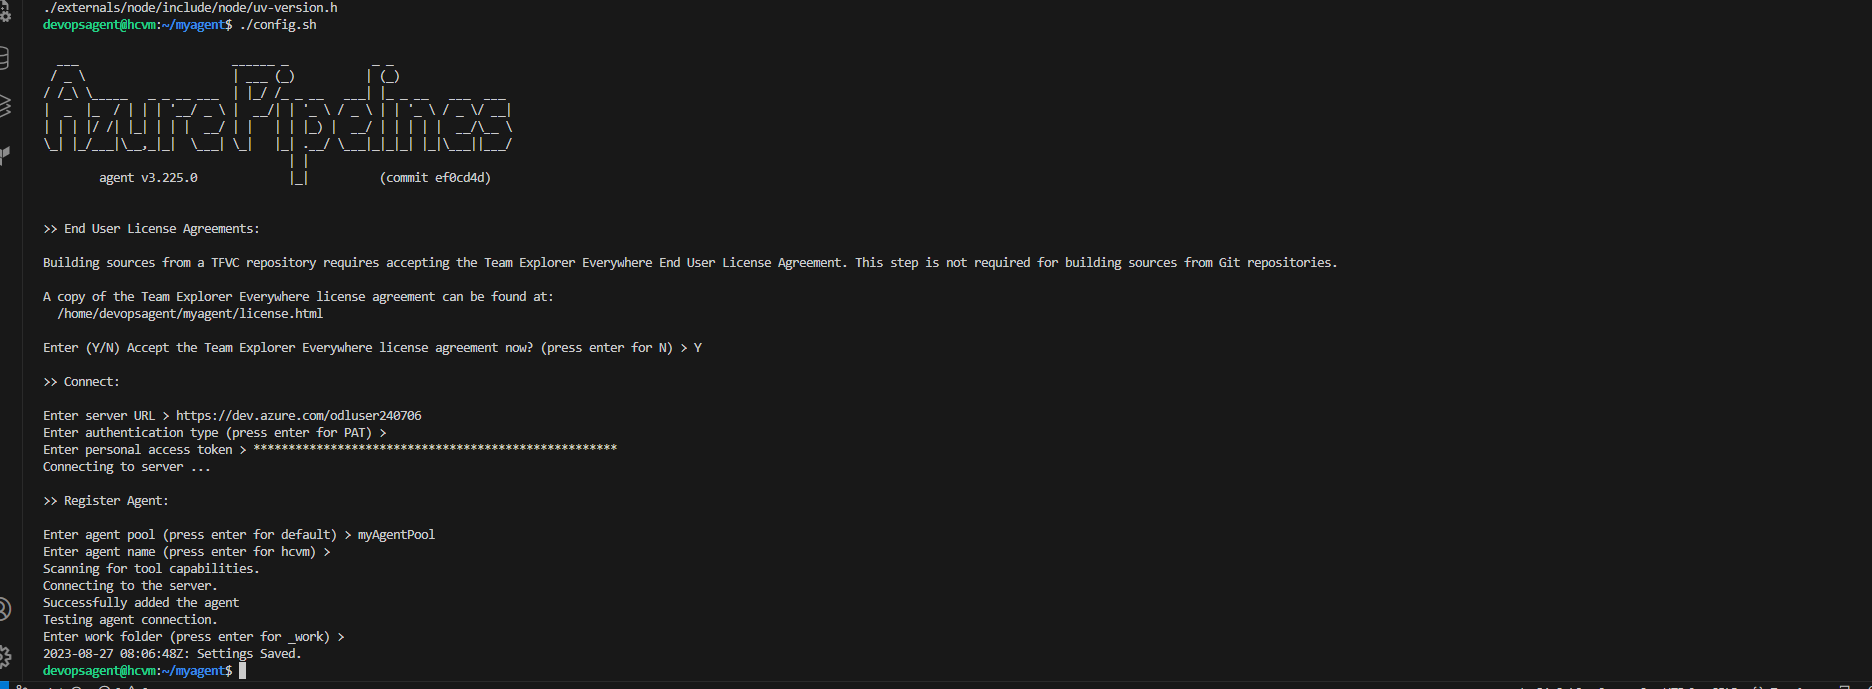 ./externals/node/include/node/uv-version.h
devopsagent@hcvm:~/myagent$ ./config.sh
Azure Pipelines
agent v3.225.0 (commit ef0cd4d)
>> End User License Agreements:
Building sources from a TFVC repository requires accepting the Team Explorer Everywhere End User License Agreement. This step is not required for building sources from Git repositories.
A copy of the Team Explorer Everywhere license agreement can be found at:
/home/devopsagent/myagent/license.html
Enter (Y/N) Accept the Team Explorer Everywhere license agreement now? (press enter for N) > Y
>> Connect:
Enter server URL > https://dev.azure.com/odluser240706
Enter authentication type (press enter for PAT) >
Enter personal access token > ****************************************************
Connecting to server ...
>> Register Agent:
Enter agent pool (press enter for default) > myAgentPool
Enter agent name (press enter for hcvm) >
Scanning for tool capabilities.
Connecting to the server.
Successfully added the agent
Testing agent connection.
Enter work folder (press enter for _work) >
2023-08-27 08:06:48Z: Settings Saved.
devopsagent@hcvm:~/myagent$